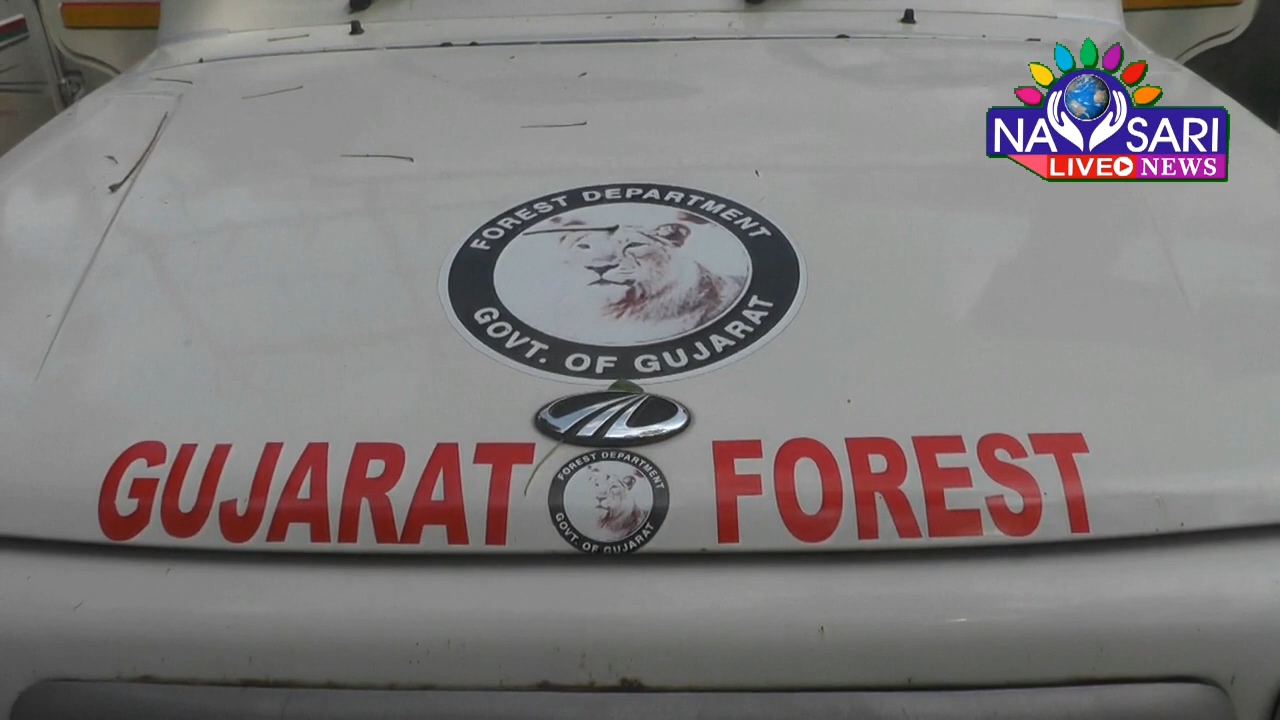 NAVSARI
LIVE NEWS
FOREST DEPARTMENT
GOVT. OF GUJARAT
GUJARAT FOREST
FOREST DEPARTMENT
GOVT. OF GUJARAT